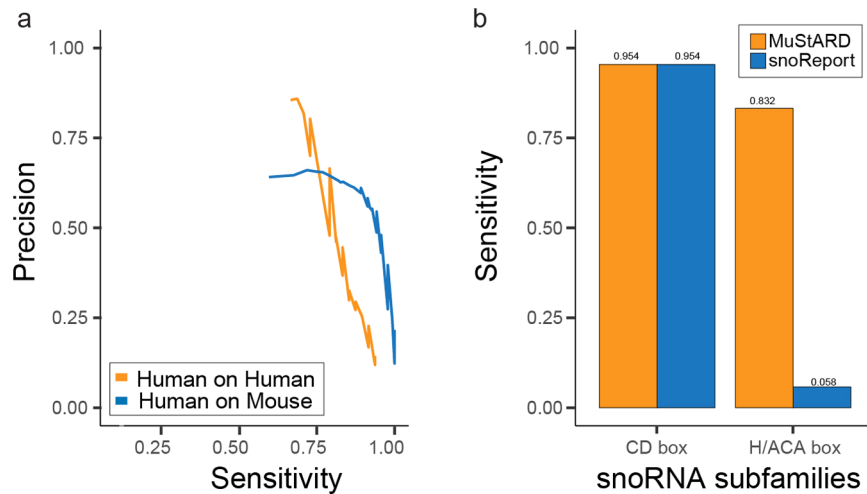 a
1.00
0.75
0.50
0.25
0.00
Precision
Human on Human
Human on Mouse
0.25
0.50
0.75
1.00
Sensitivity
b
MuStARD
snoReport
1.00
0.75
0.50
0.25
0.00
Sensitivity
0.954
0.954
0.832
0.058
CD box
H/ACA box
snoRNA subfamilies